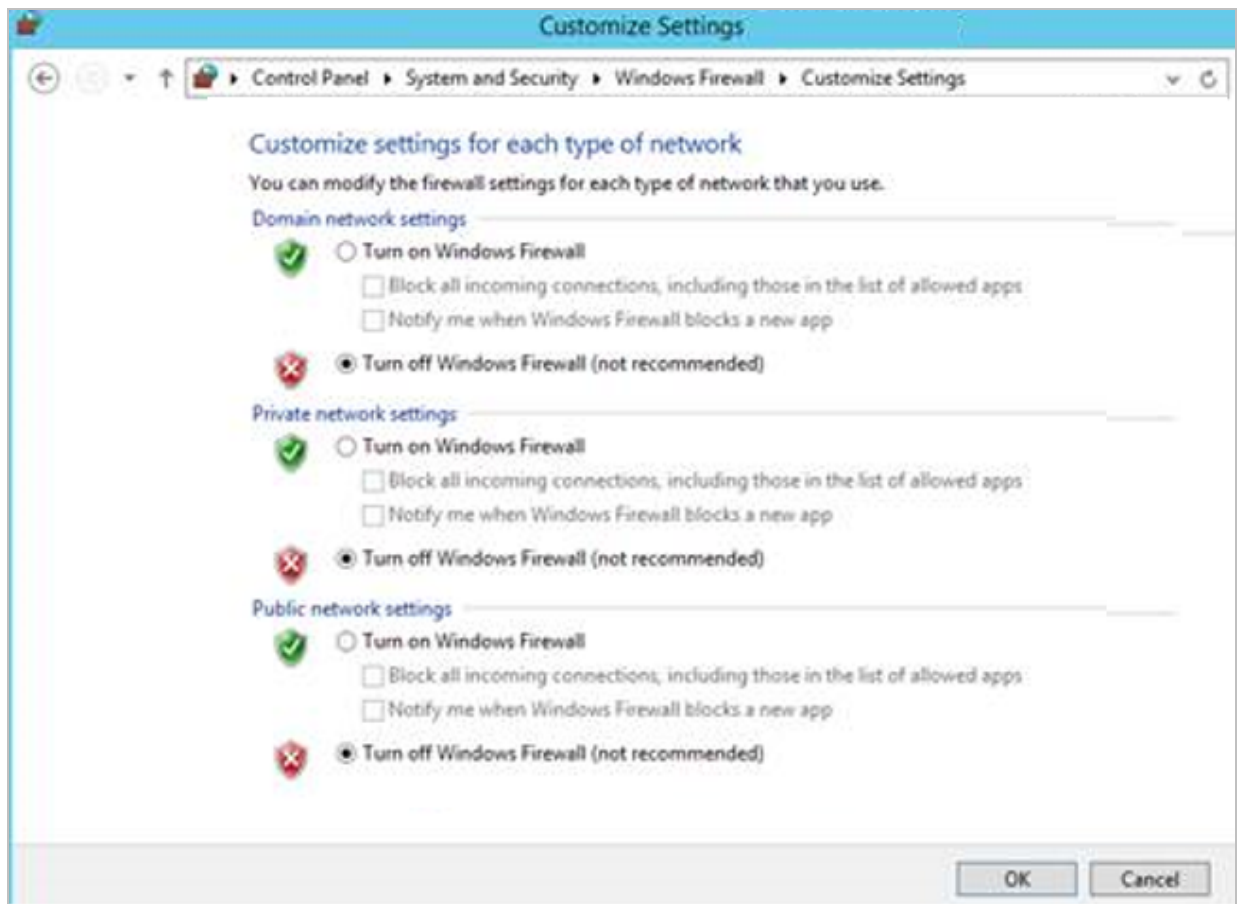 Customize Settings
Control Panel System and Security Windows Firewall Customize Settings
Customize settings for each type of network
You can modify the firewall settings for each type of network that you use.
Domain network settings
Turn on Windows Firewall
Block all incoming connections, including those in the list of allowed apps
Notify me when Windows Firewall blocks a new app
Turn off Windows Firewall (not recommended)
Private network settings
Turn on Windows Firewall
Block all incoming connections, including those in the list of allowed apps
Notify me when Windows Firewall blocks a new app
Turn off Windows Firewall (not recommended)
Public network settings
Turn on Windows Firewall
Block all incoming connections, including those in the list of allowed apps
Notify me when Windows Firewall blocks a new app
Turn off Windows Firewall (not recommended)
OK Cancel